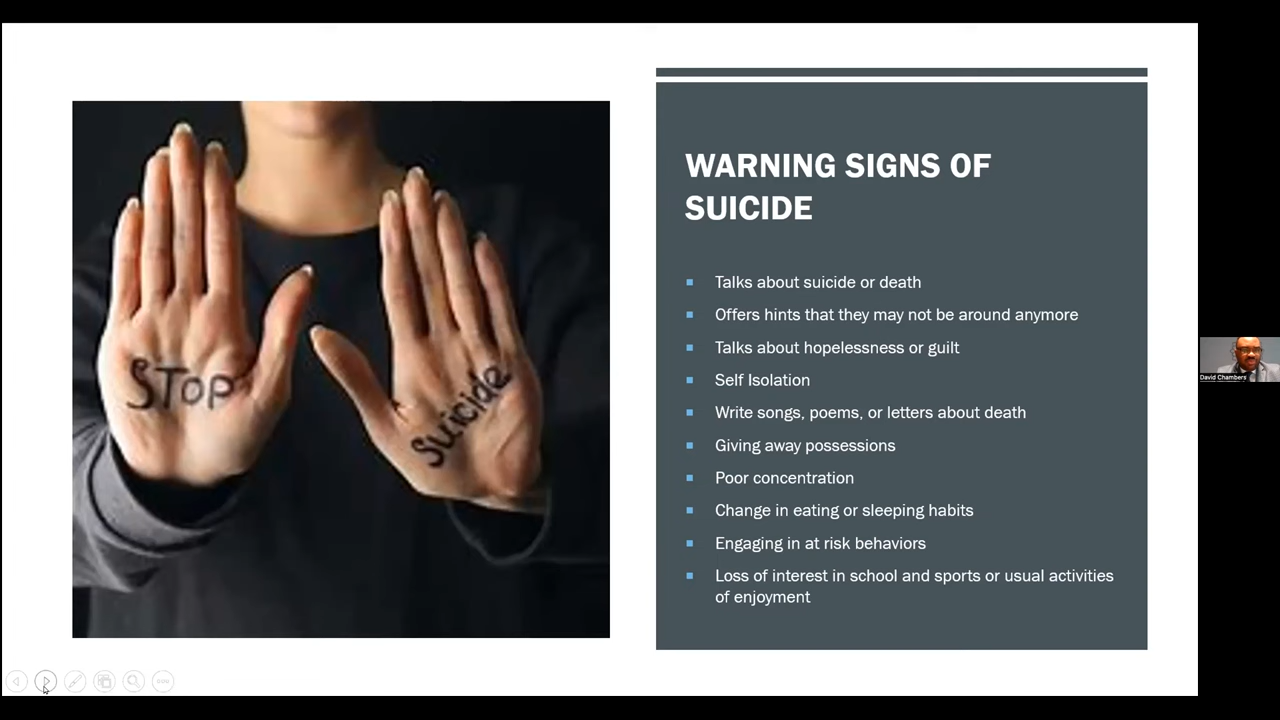 STOP
Suicide
WARNING SIGNS OF
SUICIDE
Talks about suicide or death
Offers hints that they may not be around anymore
Talks about hopelessness or guilt
Self Isolation
Write songs, poems, or letters about death
Giving away possessions
Poor concentration
Change in eating or sleeping habits
Engaging in at risk behaviors
Loss of interest in school and sports or usual activities
of enjoyment
David Chambers